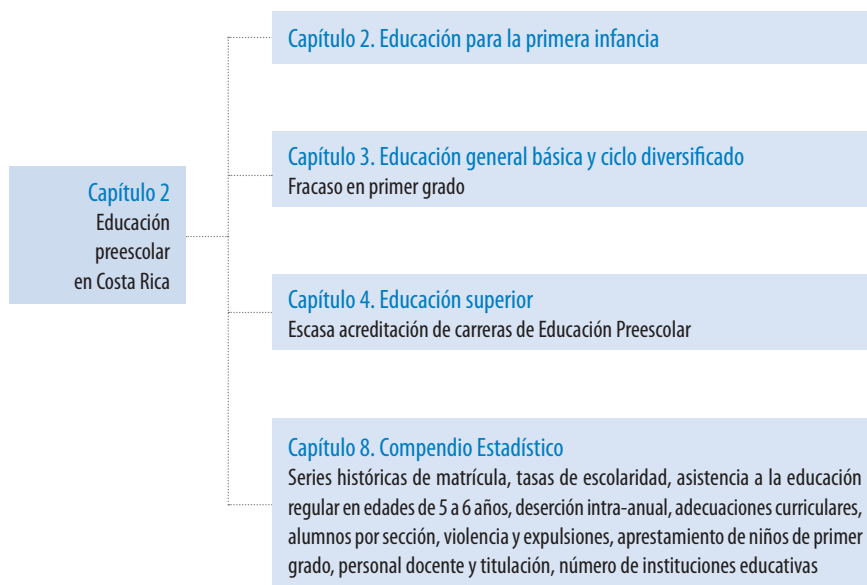 Capítulo 2
Educación
preescolar
en Costa Rica
Capítulo 2. Educación para la primera infancia
Capítulo 3. Educación general básica y ciclo diversificado
Fracaso en primer grado
Capítulo 4. Educación superior
Escasa acreditación de carreras de Educación Preescolar
Capítulo 8. Compendio Estadístico
Series históricas de matrícula, tasas de escolaridad, asistencia a la educación
regular en edades de 5 a 6 años, deserción intra-anual, adecuaciones curriculares,
alumnos por sección, violencia y expulsiones, aprestamiento de niños de primer
grado, personal docente y titulación, número de instituciones educativas